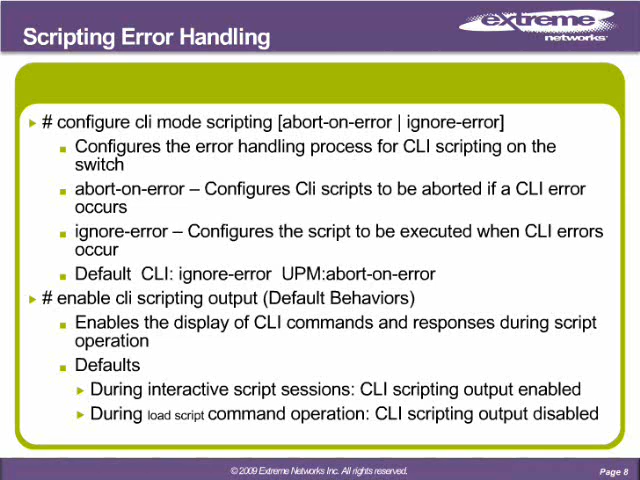 Scripting Error Handling
extreme
networks
# configure cli mode scripting [abort-on-error | ignore-error]
Configures the error handling process for CLI scripting on the
switch
abort-on-error – Configures Cli scripts to be aborted if a CLI error
occurs
ignore-error – Configures the script to be executed when CLI errors
occur
Default CLI: ignore-error UPM:abort-on-error
# enable cli scripting output (Default Behaviors)
Enables the display of CLI commands and responses during script
operation
Defaults
During interactive script sessions: CLI scripting output enabled
During load script command operation: CLI scripting output disabled
© 2009 Extreme Networks Inc. All rights reserved.
Page 8